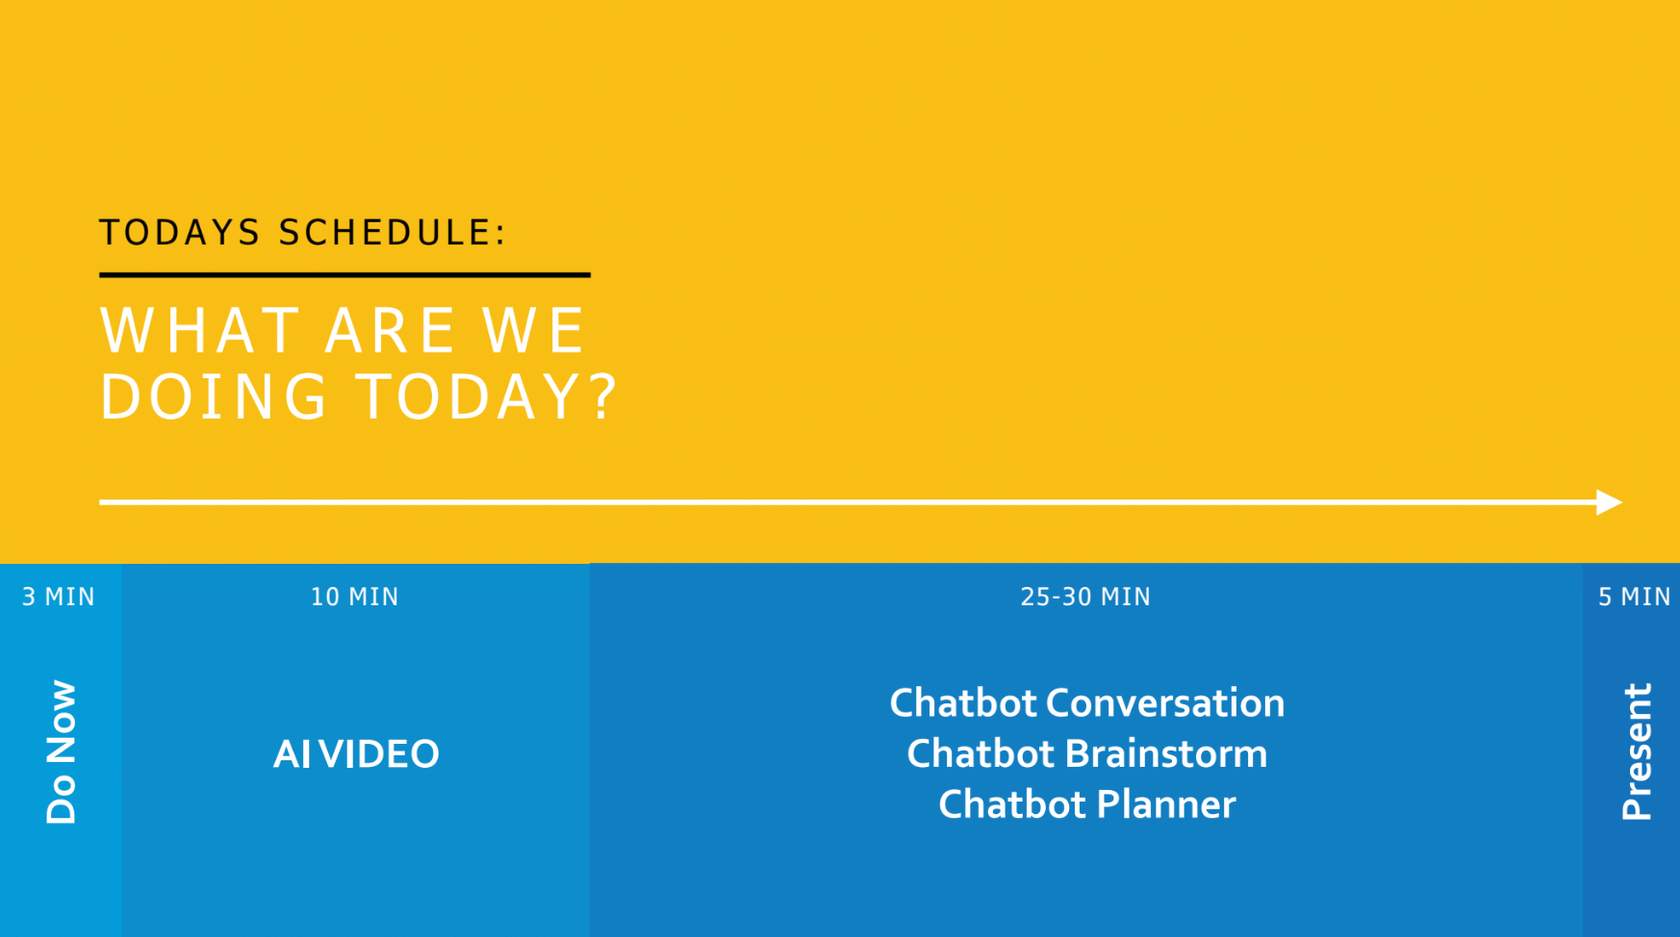 TODAYS SCHEDULE:
WHAT ARE WE
DOING TODAY?
3 MIN
Do Now
10 MIN
AI VIDEO
25-30 MIN
Chatbot Conversation
Chatbot Brainstorm
Chatbot Planner
5 MIN
Present